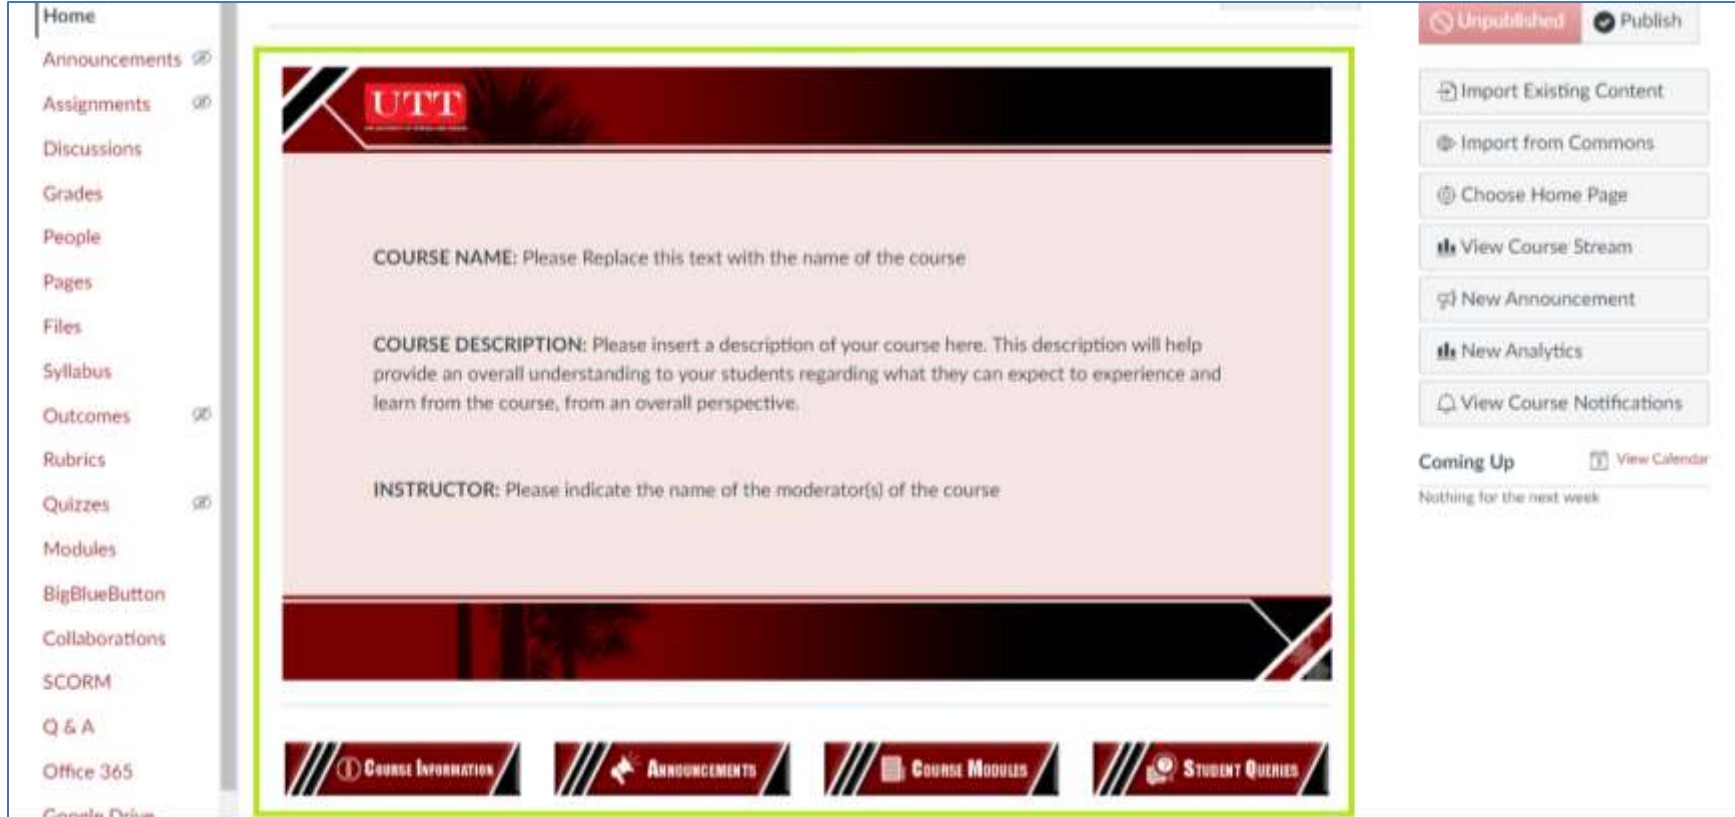 Home
Announcements
Assignments
Discussions
Grades
People
Pages
Files
Syllabus
Outcomes
Rubrics
Quizzes
Modules
BigBlueButton
Collaborations
SCORM
Q & A
Office 365
Google Drive
UTT
COURSE NAME: Please Replace this text with the name of the course
COURSE DESCRIPTION: Please insert a description of your course here. This description will help
provide an overall understanding to your students regarding what they can expect to experience and
learn from the course, from an overall perspective.
INSTRUCTOR: Please indicate the name of the moderator(s) of the course
COURSE INFORMATION
ANNOUNCEMENTS
COURSE MODULES
STUDENT QUERIES
Unpublished
Publish
Import Existing Content
Import from Commons
Choose Home Page
View Course Stream
New Announcement
New Analytics
View Course Notifications
Coming Up
View Calendar
Nothing for the next week